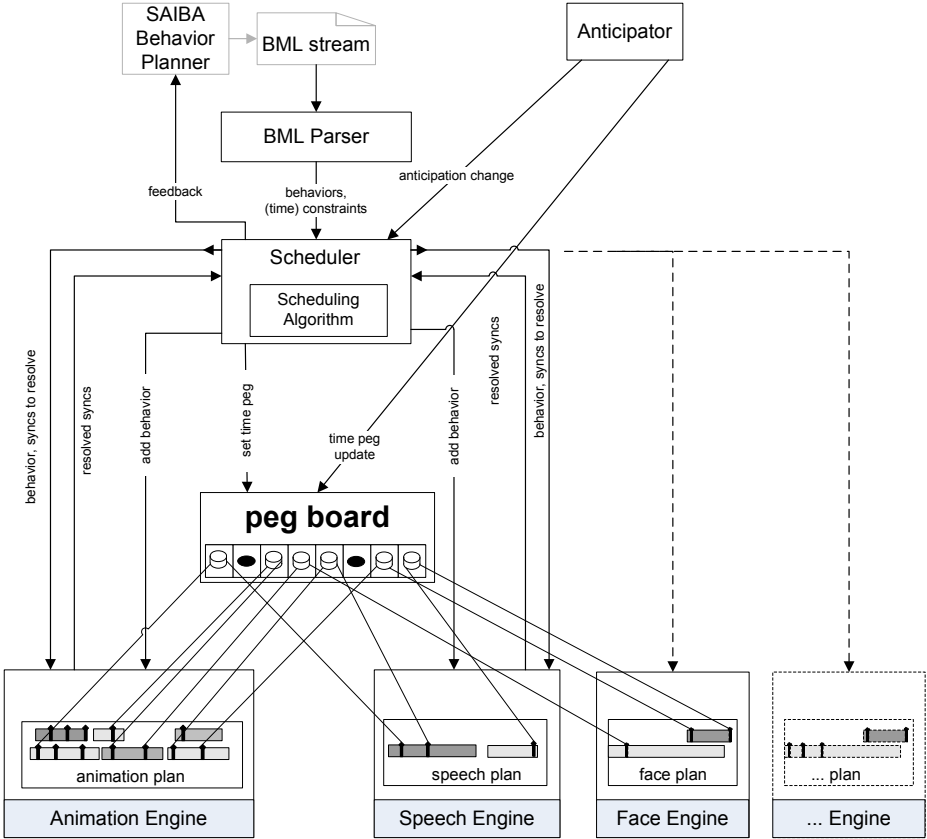 SAIBA
Behavior
Planner
BML stream
Anticipator
BML Parser
feedback
behaviors,
(time) constraints
anticipation change
Scheduler
Scheduling
Algorithm
behavior, syncs to resolve
resolved syncs
add behavior
set time peg
time peg
update
add behavior
resolved syncs
behavior, syncs to resolve
peg board
animation plan
speech plan
face plan
... plan
Animation Engine
Speech Engine
Face Engine
... Engine